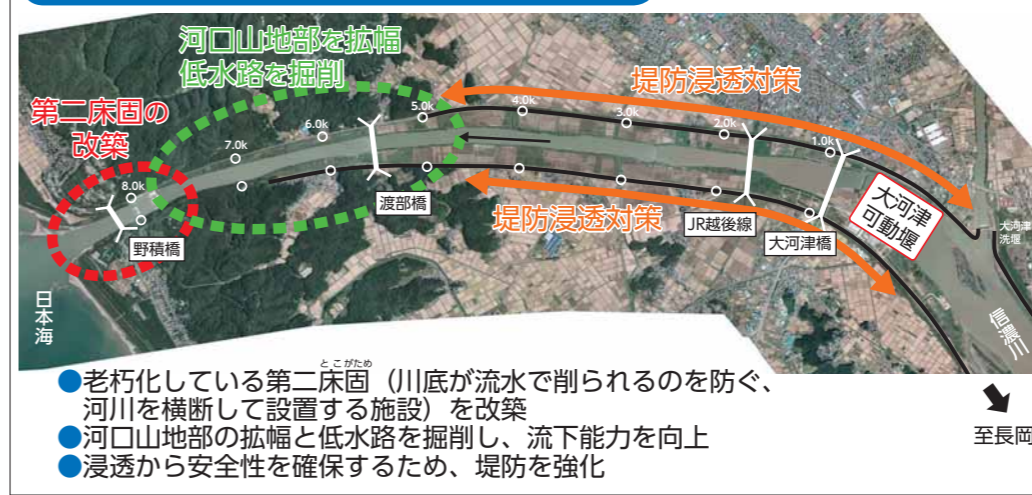 河口山地部を拡幅
低水路を掘削
堤防浸透対策
第二床固の
改築
8.0k
7.0k
6.0k
5.0k
4.0k
3.0k
2.0k
1.0k
野積橋
渡部橋
堤防浸透対策
JR越後線
大河津橋
大河津
可動堰
大河津
洗堰
日本海
信濃川
至長岡
とこがため
●老朽化している第二床固（川底が流水で削られるのを防ぐ、
河川を横断して設置する施設）を改築
●河口山地部の拡幅と低水路を掘削し、流下能力を向上
●浸透から安全性を確保するため、堤防を強化